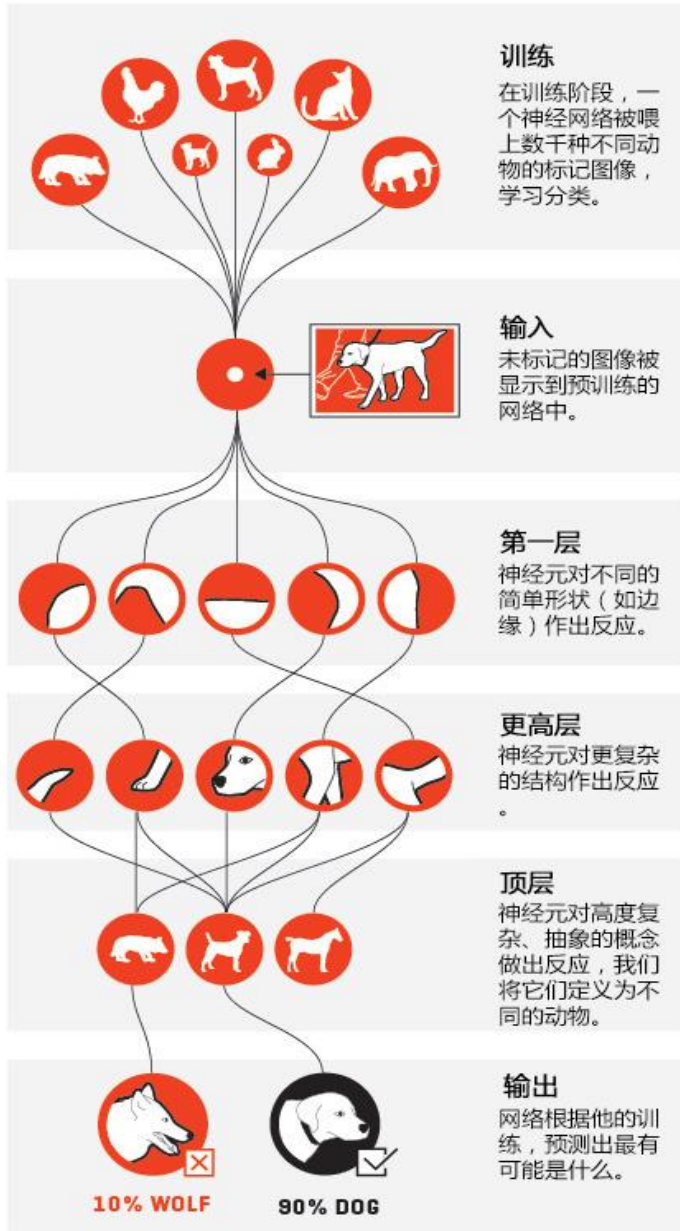 训练
在训练阶段，一
个神经网络被喂
上数千种不同动
物的标记图像，
学习分类。
输入
未标记的图像被
显示到预训练的
网络中。
第一层
神经元对不同的
简单形状（如边
缘）作出反应。
更高层
神经元对更复杂
的结构作出反应
。
顶层
神经元对高度复
杂、抽象的概念
做出反应，我们
将它们定义为不
同的动物。
输出
网络根据他的训
练，预测出最有
可能是什么。
10% WOLF
90% DOG